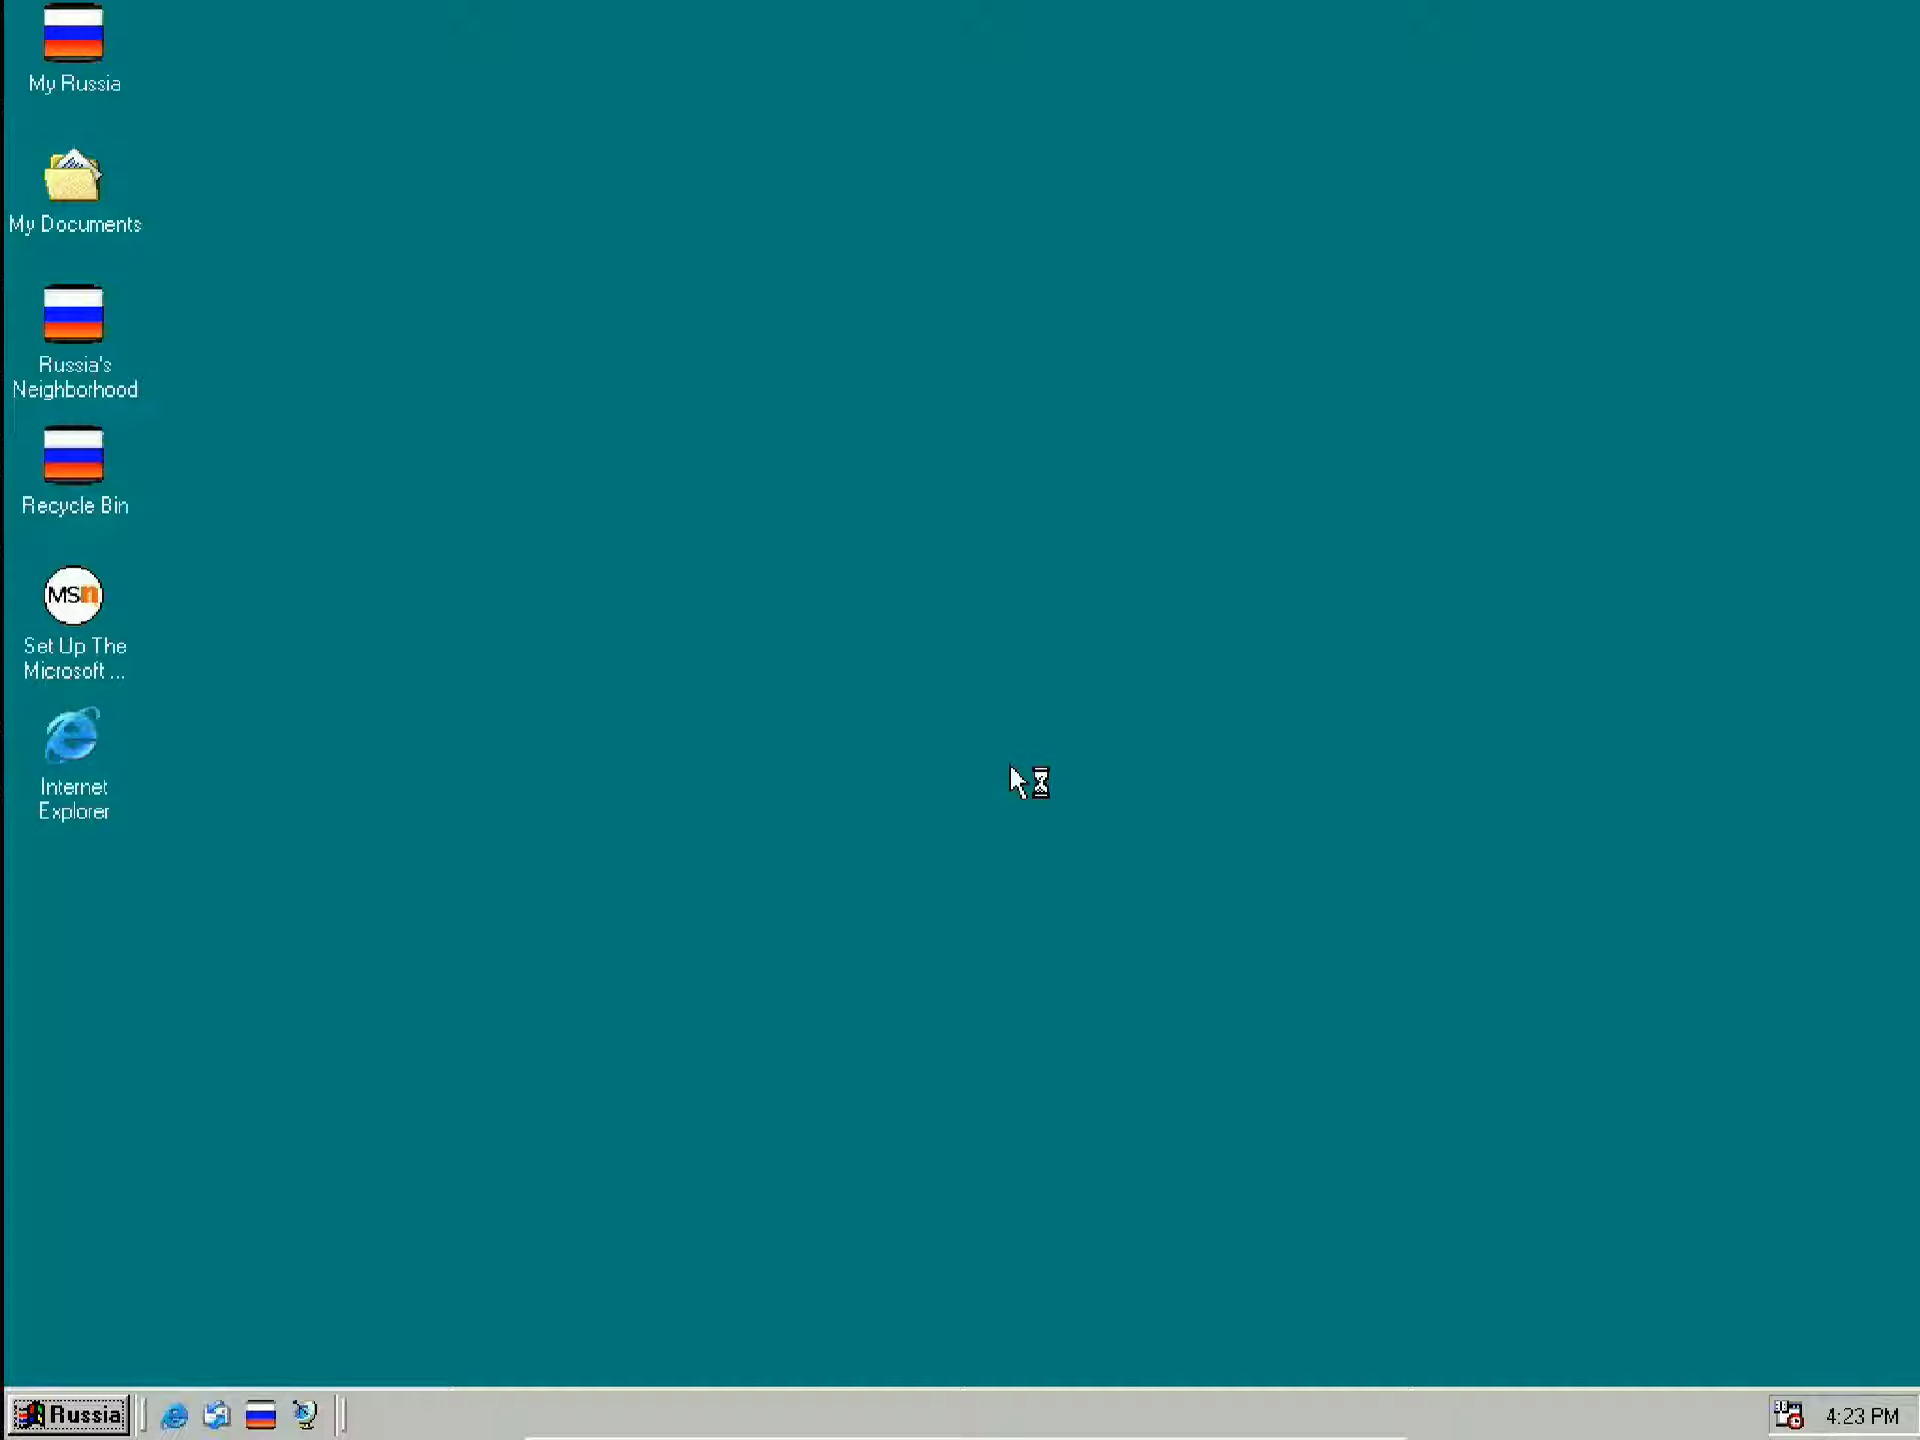 My Russia
My Documents
Russia's
Neighborhood
Recycle Bin
MSn
Set Up The
Microsoft ...
Internet
Explorer
Russia
4:23 PM